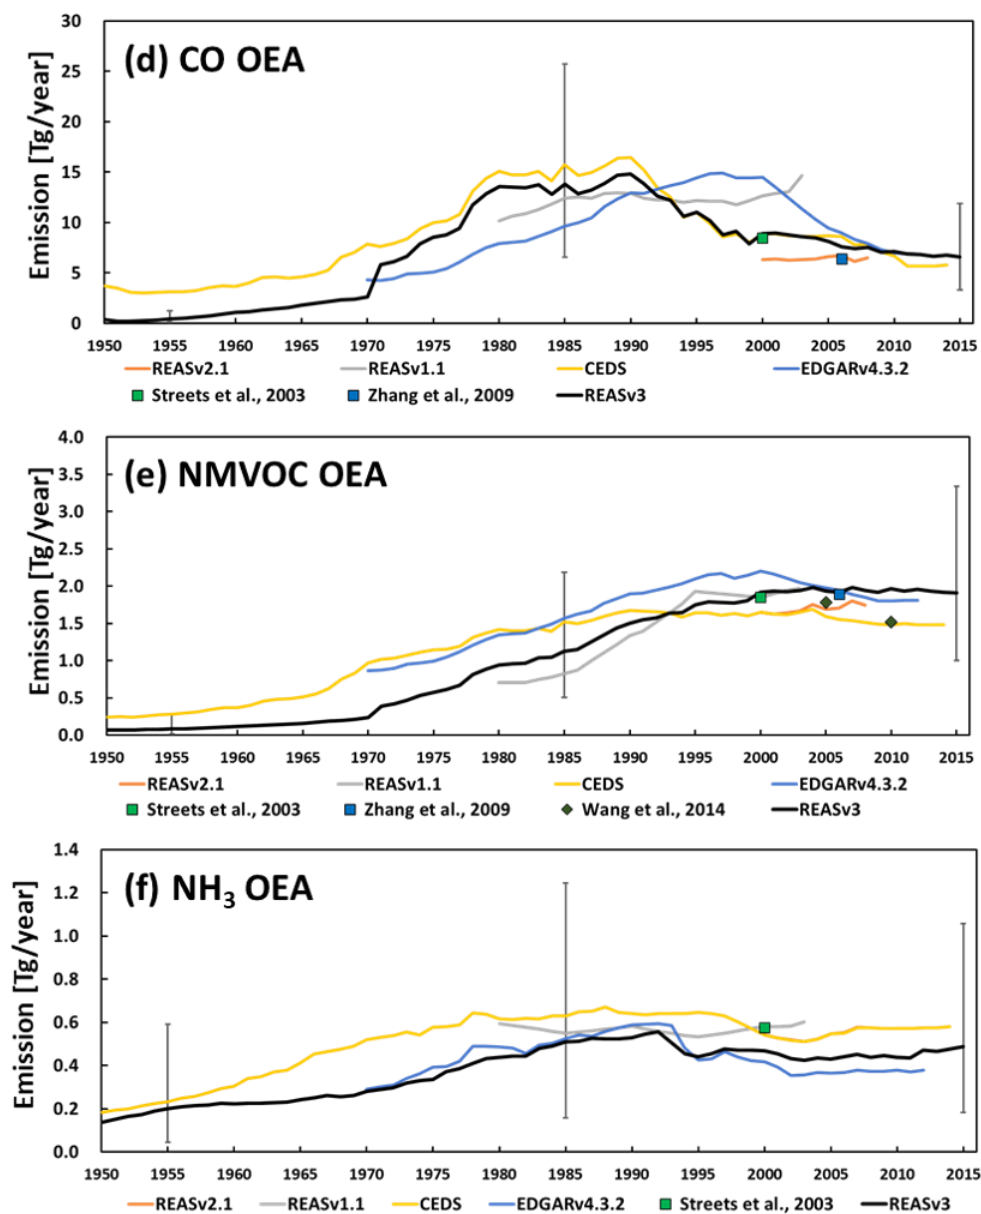 (d) CO OEA
Emission [Tg/year]
30
25
20
15
10
5
0
1950 1955 1960 1965 1970 1975 1980 1985 1990 1995 2000 2005 2010 2015
REASv2.1 REASv1.1 CEDS EDGARv4.3.2
Streets et al., 2003 Zhang et al., 2009 REASv3
(e) NMVOC OEA
Emission [Tg/year]
4.0
3.5
3.0
2.5
2.0
1.5
1.0
0.5
0.0
1950 1955 1960 1965 1970 1975 1980 1985 1990 1995 2000 2005 2010 2015
REASv2.1 REASv1.1 CEDS EDGARv4.3.2
Streets et al., 2003 Zhang et al., 2009 Wang et al., 2014 REASv3
(f) NH₃ OEA
Emission [Tg/year]
1.4
1.2
1.0
0.8
0.6
0.4
0.2
0.0
1950 1955 1960 1965 1970 1975 1980 1985 1990 1995 2000 2005 2010 2015
REASv2.1 REASv1.1 CEDS EDGARv4.3.2 Streets et al., 2003 REASv3